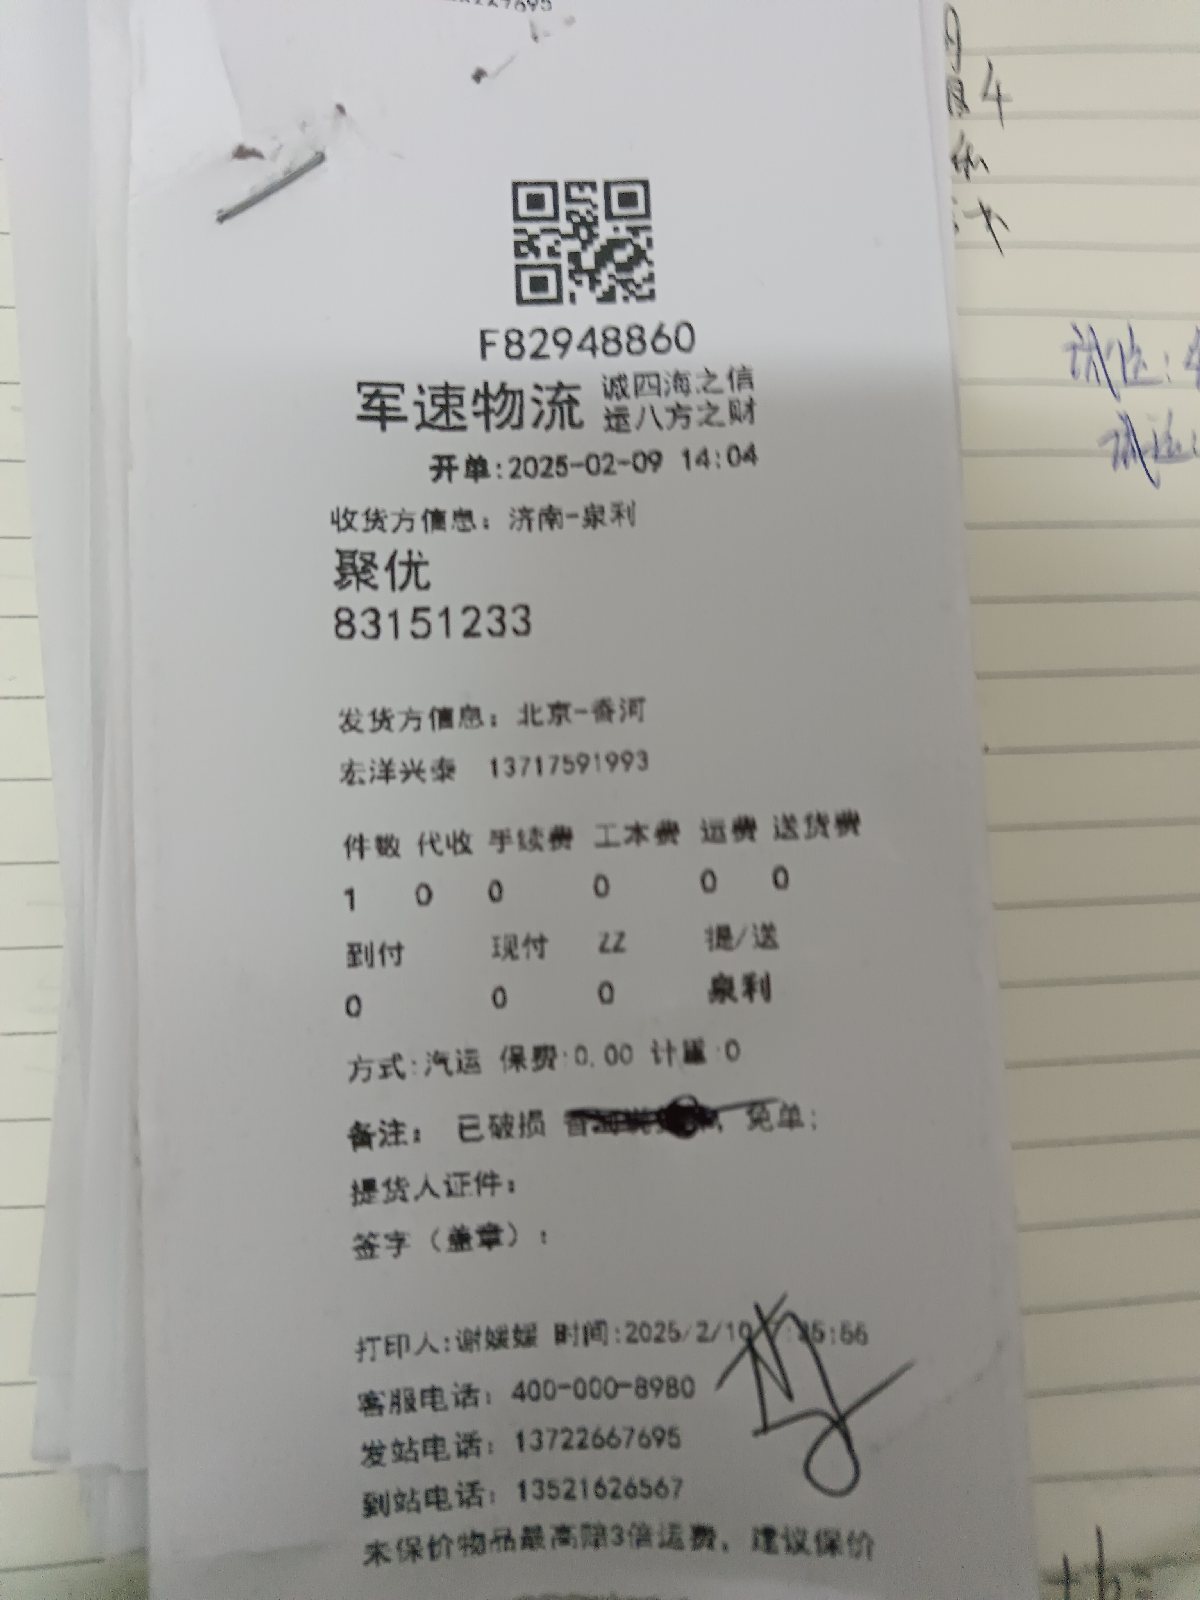 F82948860
军速物流 诚四海之信
运八方之财
开单:2025-02-09 14:04
收货方信息：济南-泉利
聚优
83151233
发货方信息：北京-香河
宏洋兴泰 13717591993
件数 代收 手续费 工本费 运费 送货费
1 0 0 0 0 0
到付 现付 ZZ 提/送
0 0 0 泉利
方式:汽运 保费:0.00 计重:0
备注： 已破损 免单;
提货人证件：
签字（盖章）：
打印人:谢媛媛 时间:2025/2/10 :56
客服电话：400-000-8980
发站电话：13722667695
到站电话：13521626567
未保价物品最高赔3倍运费，建议保价
4
试验:
试验